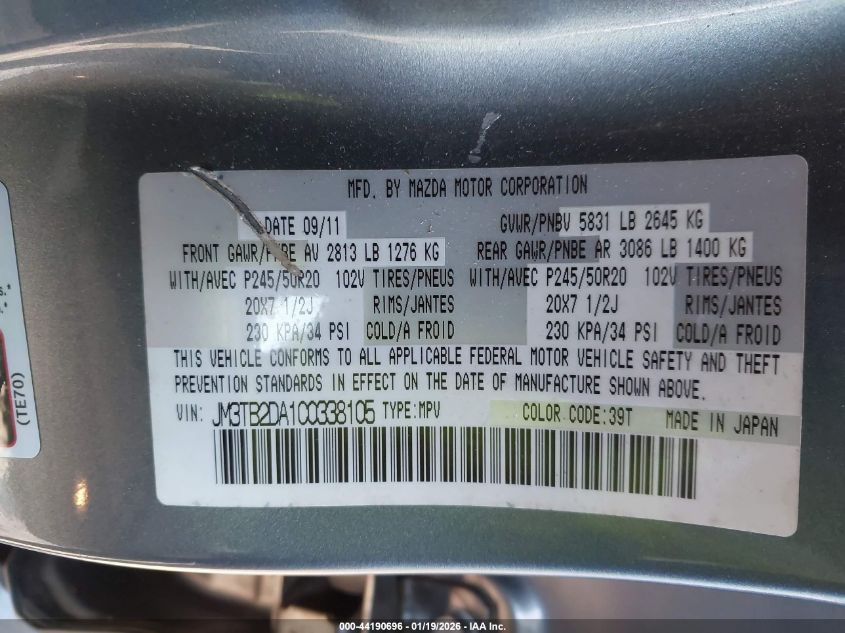 MFD. BY MAZDA MOTOR CORPORATION
DATE 09/11 GVWR/PNBV 5831 LB 2645 KG
FRONT GAWR/PNBE AV 2813 LB 1276 KG REAR GAWR/PNBE AR 3086 LB 1400 KG
WITH/AVEC P245/50R20 102V TIRES/PNEUS WITH/AVEC P245/50R20 102V TIRES/PNEUS
20X7 1/2J RIMS/JANTES 20X7 1/2J RIMS/JANTES
230 KPA/34 PSI COLD/A FROID 230 KPA/34 PSI COLD/A FROID
THIS VEHICLE CONFORMS TO ALL APPLICABLE FEDERAL MOTOR VEHICLE SAFETY AND THEFT
PREVENTION STANDARDS IN EFFECT ON THE DATE OF MANUFACTURE SHOWN ABOVE.
VIN: JM3TB2DA1C0338105 TYPE:MPV COLOR CODE:39T MADE IN JAPAN
(TE70)
000-44190696 - 01/19/2026 - IAA Inc.